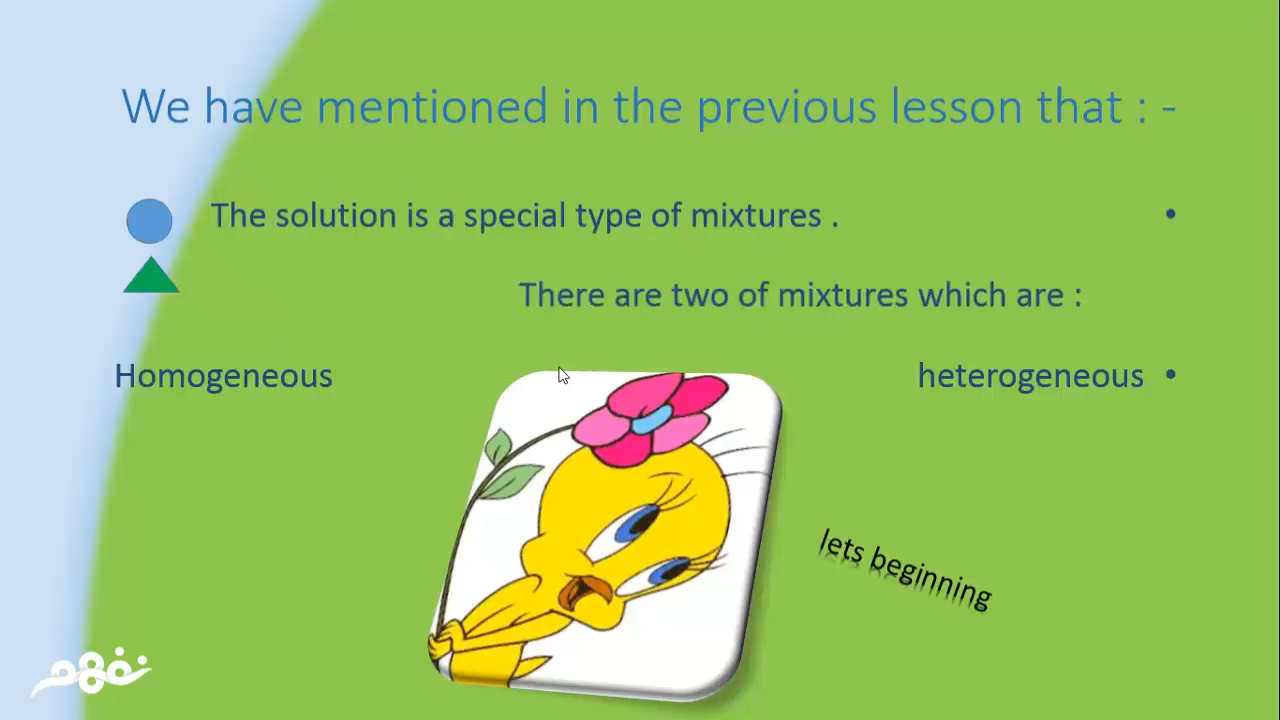 We have mentioned in the previous lesson that : -
The solution is a special type of mixtures .
There are two of mixtures which are :
Homogeneous heterogeneous
lets beginning
نفهم